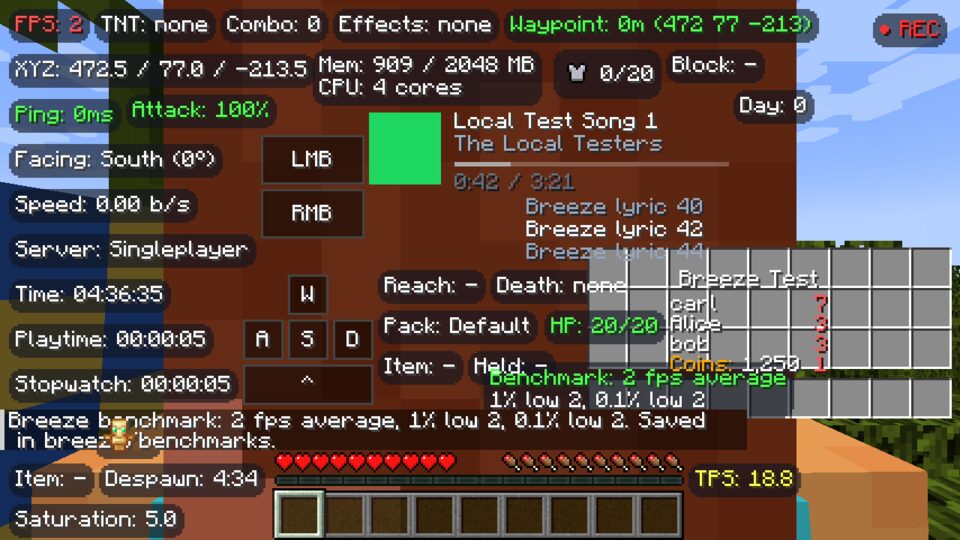 FPS: 2 TNT: none Combo: 0 Effects: none Waypoint: 0m (472 77 -213) • REC
XYZ: 472.5 / 77.0 / -213.5 Mem: 909 / 2048 MB 0/20 Block: -
CPU: 4 cores
Ping: 0ms Attack: 100% Day: 0
Local Test Song 1
The Local Testers
Facing: South (0°) LMB
0:42 / 3:21
Speed: 0.00 b/s RMB Breeze lyric 40
Breeze lyric 42
Server: Singleplayer Breeze lyric 44
Breeze Test
Time: 04:36:35 W Reach: - Death: none
carl 7
Alice 3
Playtime: 00:00:05 A S D Pack: Default HP: 20/20
bob 3
Item: - Held: - Coins: 1,250 1
Stopwatch: 00:00:05 ^ Benchmark: 2 fps average
1% low 2, 0.1% low 2
Breeze benchmark: 2 fps average, 1% low 2, 0.1% low 2. Saved
in breeze/benchmarks.
Item: - Despawn: 4:34 TPS: 18.8
Saturation: 5.0